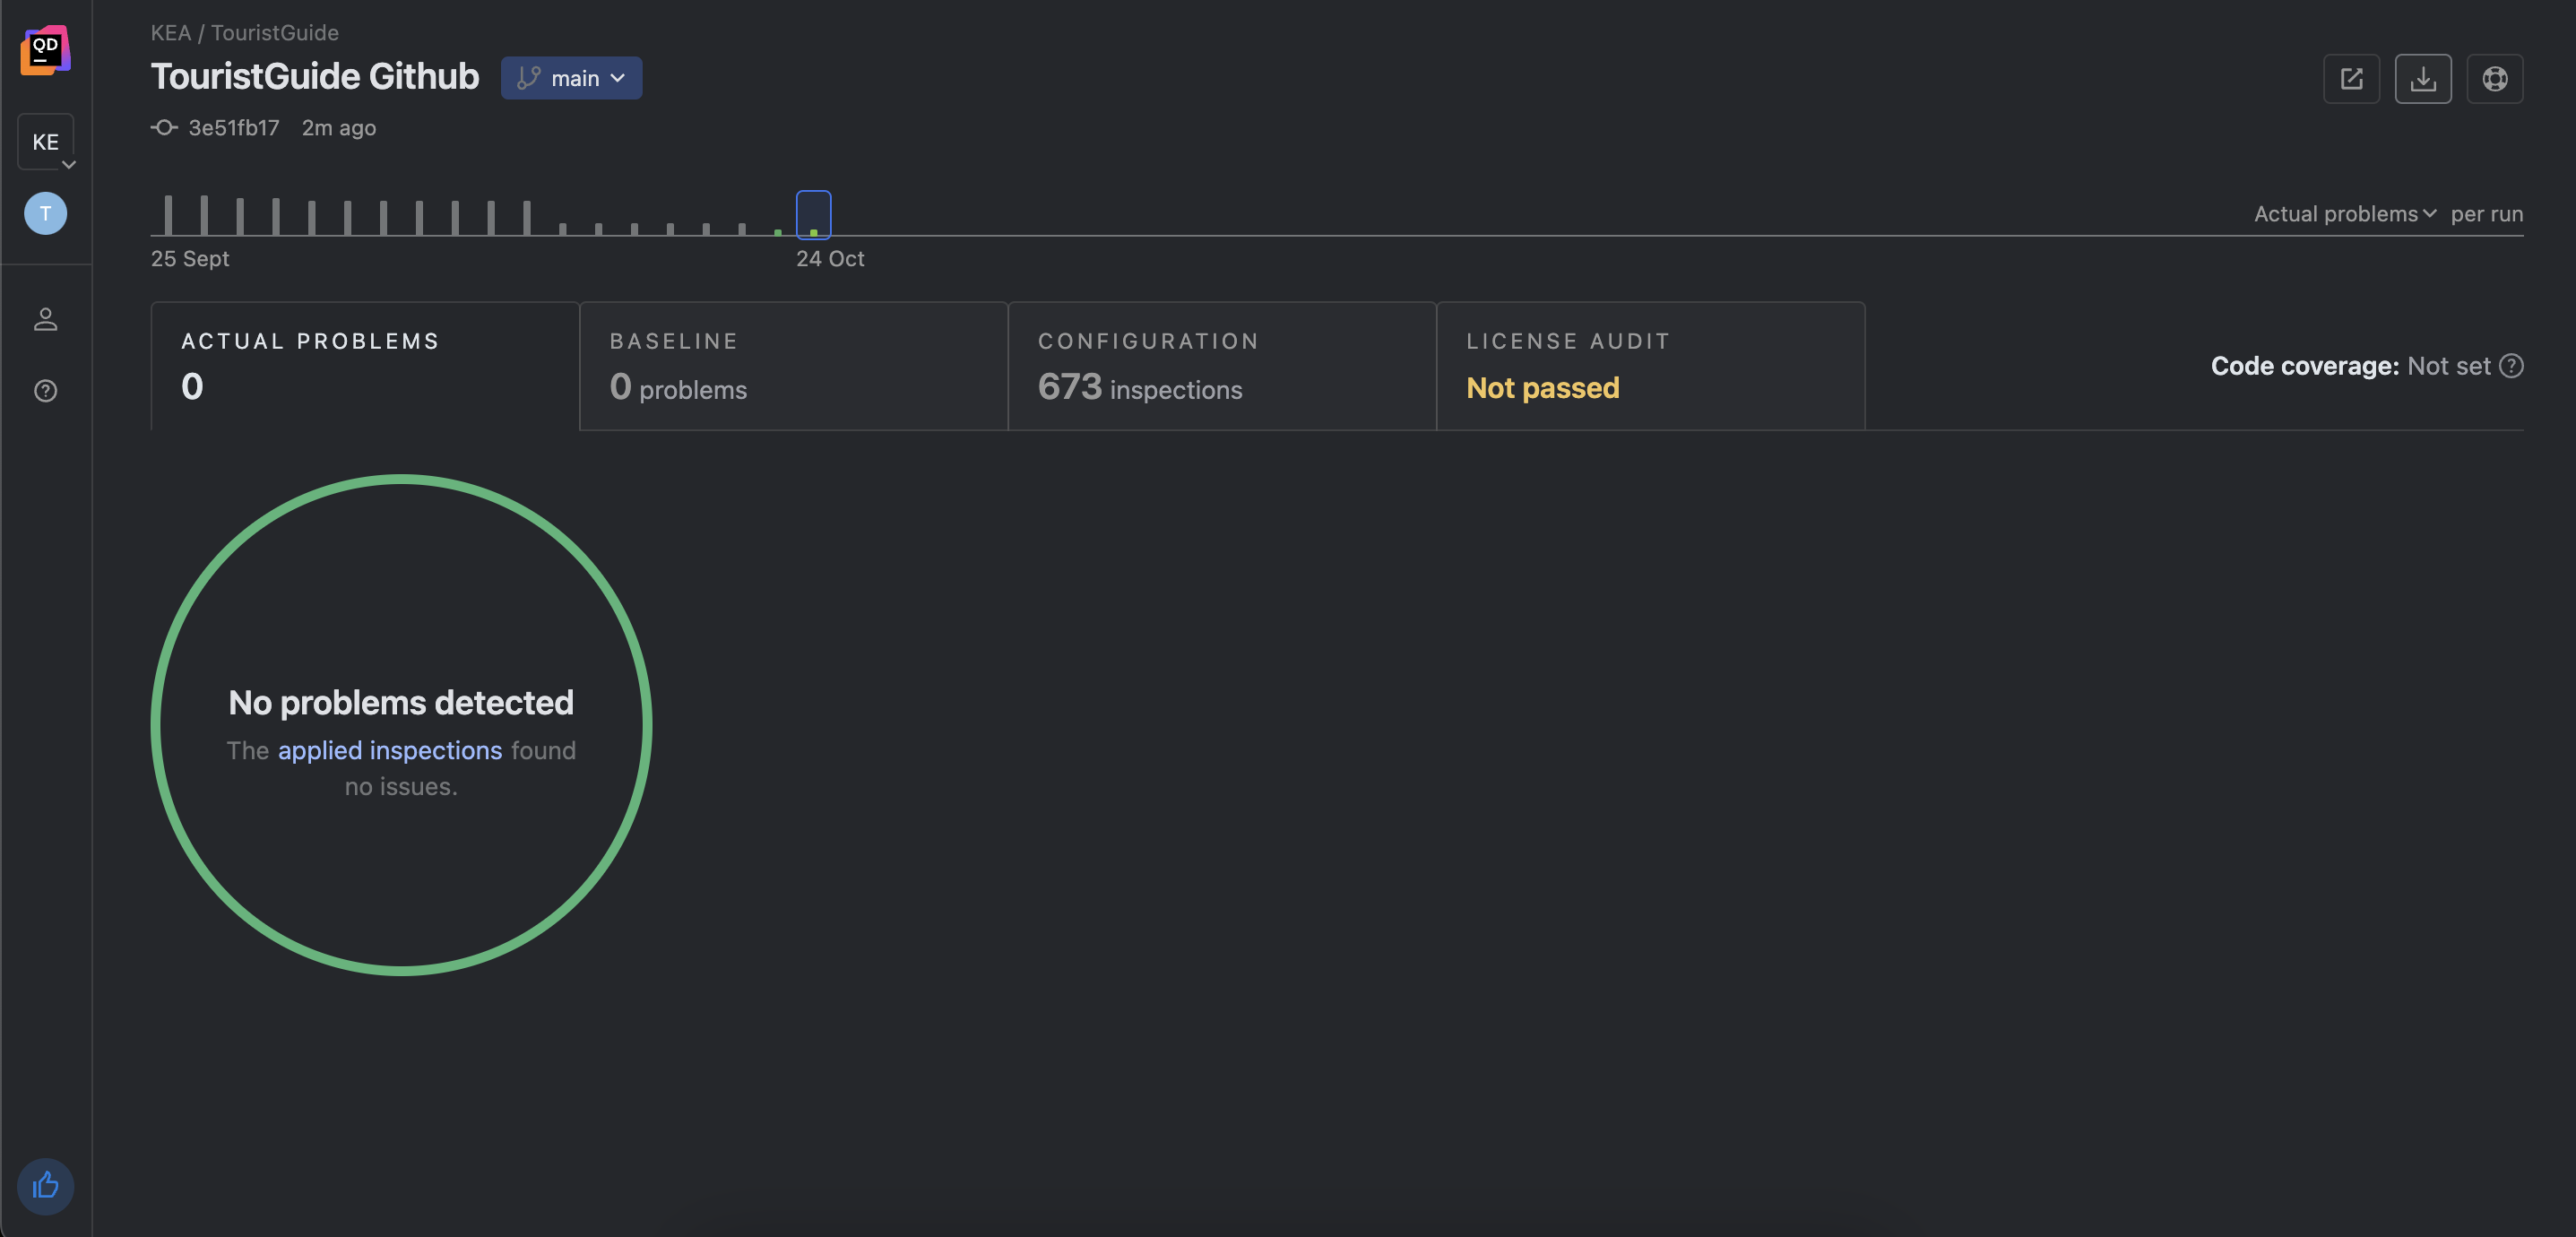 QD
KEA / TouristGuide
TouristGuide Github
main
3e51fb17 2m ago
KE
T
25 Sept
24 Oct
Actual problems per run
ACTUAL PROBLEMS
0
BASELINE
0 problems
CONFIGURATION
673 inspections
LICENSE AUDIT
Not passed
Code coverage: Not set
No problems detected
The applied inspections found
no issues.